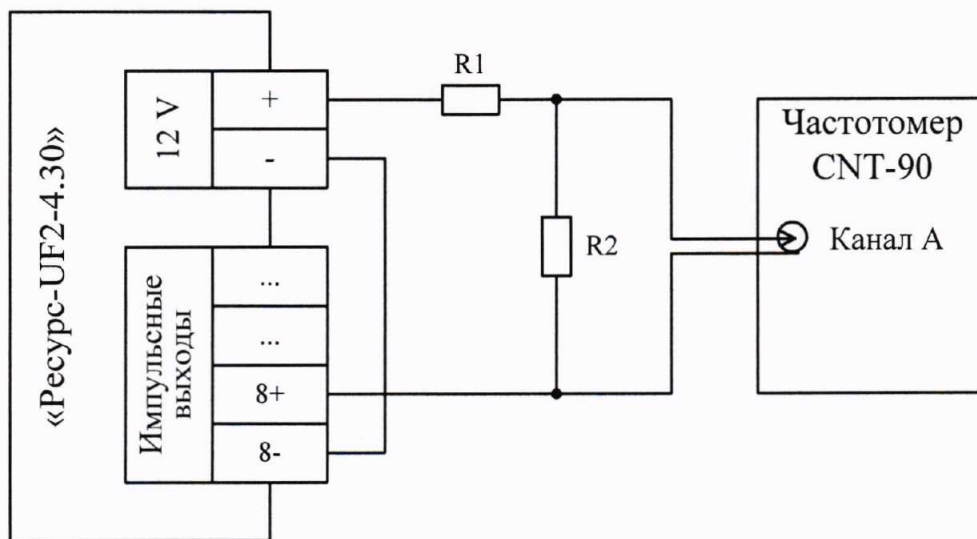 «Ресурс-UF2-4.30»
12 V
+
-
Импульсные
выходы
...
...
8+
8-
R1
R2
Частотомер
CNT-90
Канал А